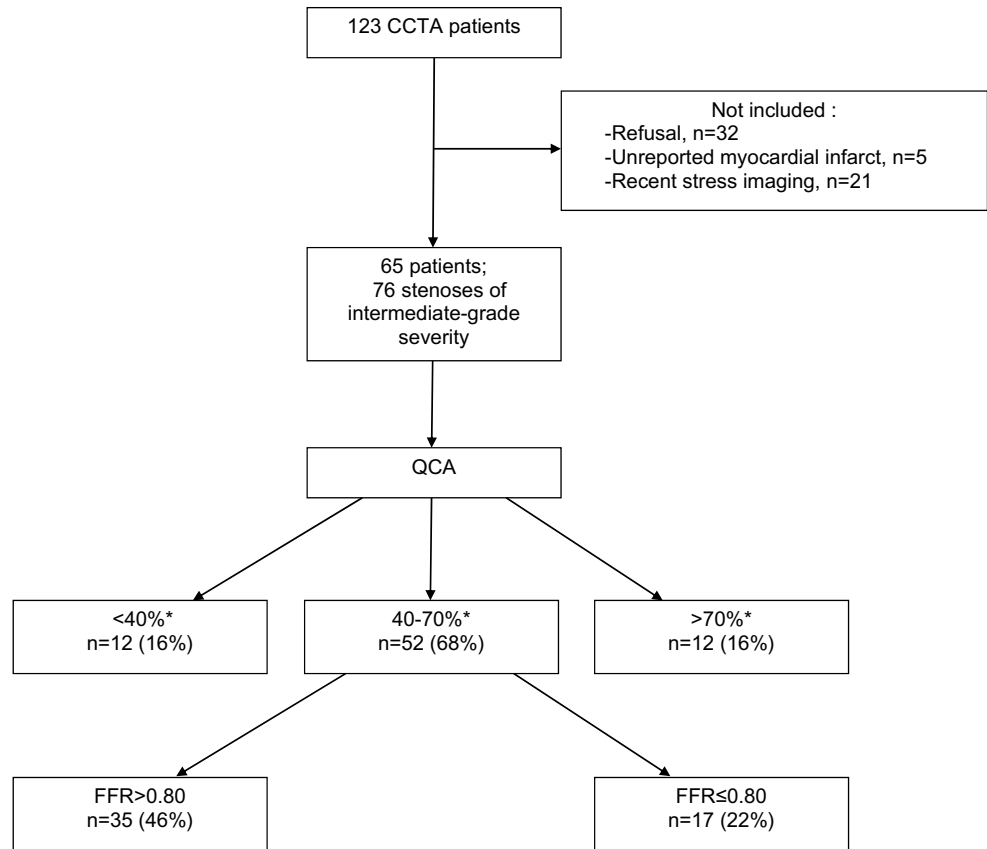 123 CCTA patients
Not included :
-Refusal, n=32
-Unreported myocardial infarct, n=5
-Recent stress imaging, n=21
65 patients;
76 stenoses of
intermediate-grade
severity
QCA
<40%*
n=12 (16%)
40-70%*
n=52 (68%)
>70%*
n=12 (16%)
FFR>0.80
n=35 (46%)
FFR≤0.80
n=17 (22%)